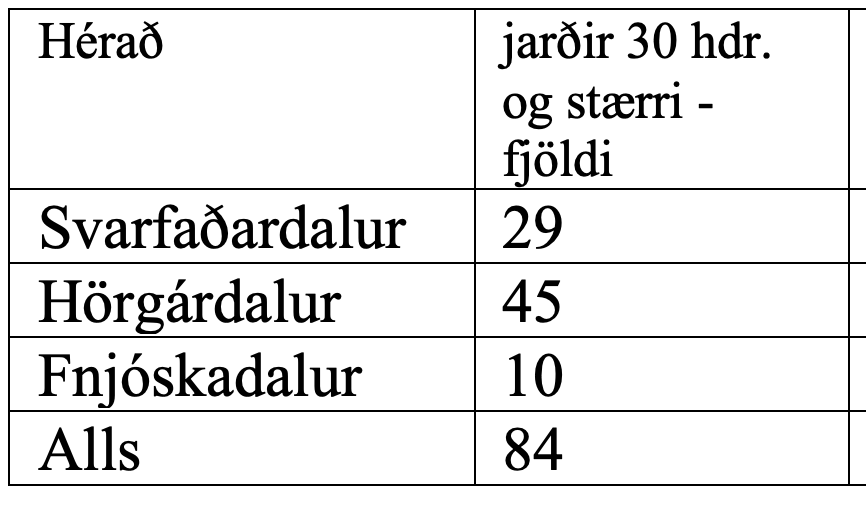 Hérað
jarðir 30 hdr.
og stærri -
fjöldi
Svarfaðardalur 29
Hörgárdalur 45
Fnjóskadalur 10
Alls 84